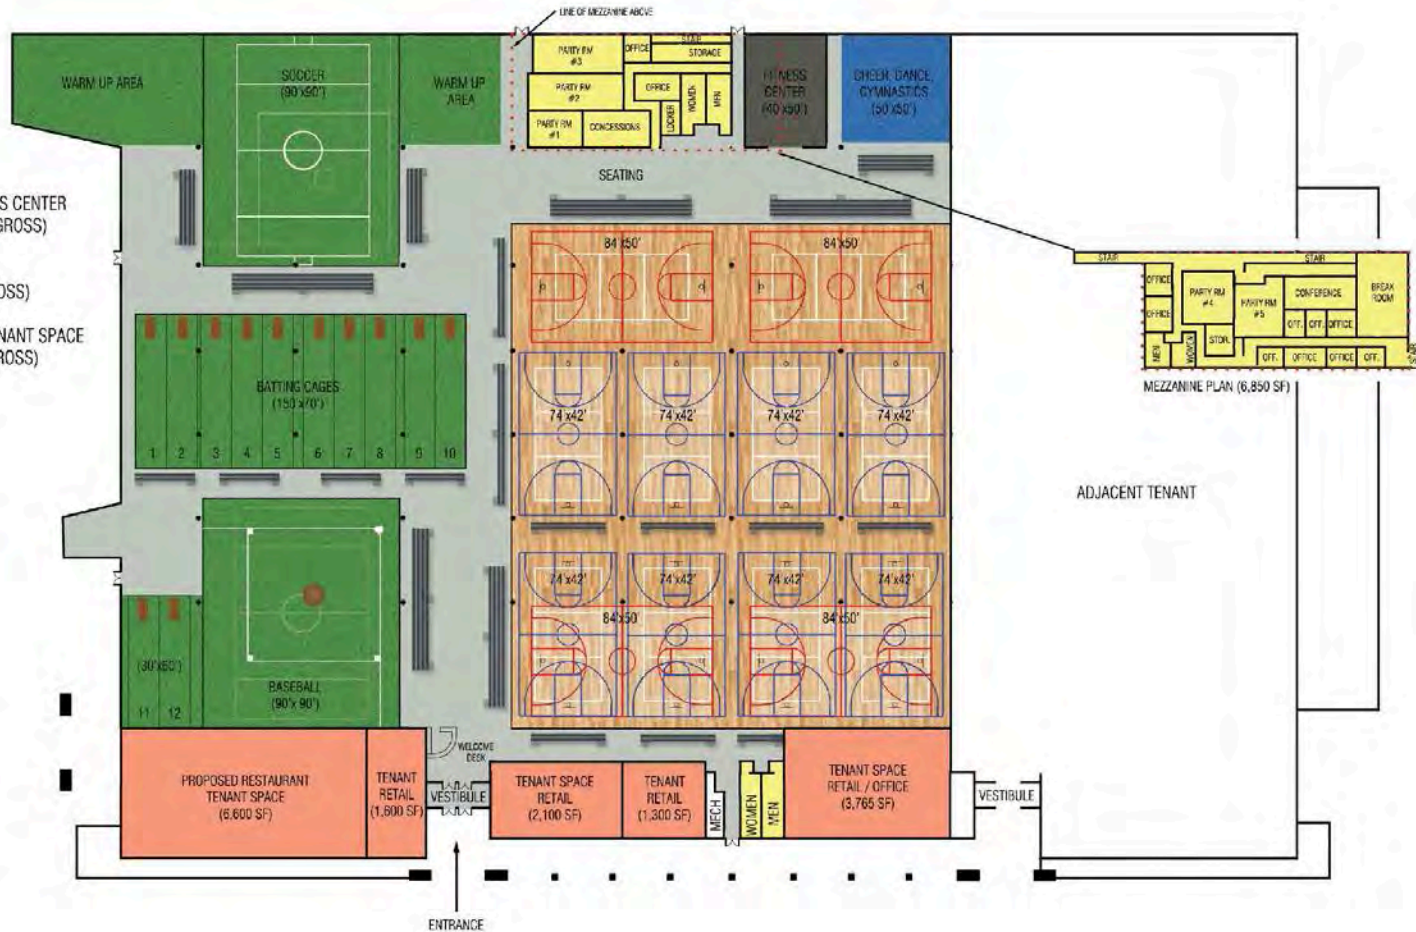 LINE OF MEZZANINE ABOVE
WARM UP AREA
SOCCER
(90'x90')
WARM UP
AREA
PARTY RM
#3
OFFICE
STAIR
STORAGE
PARTY RM
#2
OFFICE
LOCKER
WOMEN
MEN
PARTY RM
#1
CONCESSIONS
FITNESS
CENTER
(40'x50')
CHEER, DANCE,
GYMNASTICS
(50'x50')
SEATING
S CENTER
GROSS)
OSS)
NANT SPACE
ROSS)
84'x50'
84'x50'
STAIR
STAIR
OFFICE
OFFICE
PARTY RM
#4
PARTY RM
#5
CONFERENCE
BREAK
ROOM
OFF.
OFF.
OFFICE
MEN
WOMEN
STOR.
OFF.
OFFICE
OFFICE
OFF.
STAIR
MEZZANINE PLAN (6,850 SF)
BATTING CAGES
(150'x70')
1 2 3 4 5 6 7 8 9 10
74'x42'
74'x42'
74'x42'
74'x42'
ADJACENT TENANT
74'x42'
74'x42'
74'x42'
74'x42'
84'x50'
84'x50'
(30'x60')
11 12
BASEBALL
(90'x 90')
WELCOME
DESK
PROPOSED RESTAURANT
TENANT SPACE
(6,600 SF)
TENANT
RETAIL
(1,600 SF)
VESTIBULE
TENANT SPACE
RETAIL
(2,100 SF)
TENANT
RETAIL
(1,300 SF)
MECH
WOMEN
MEN
TENANT SPACE
RETAIL / OFFICE
(3,765 SF)
VESTIBULE
ENTRANCE